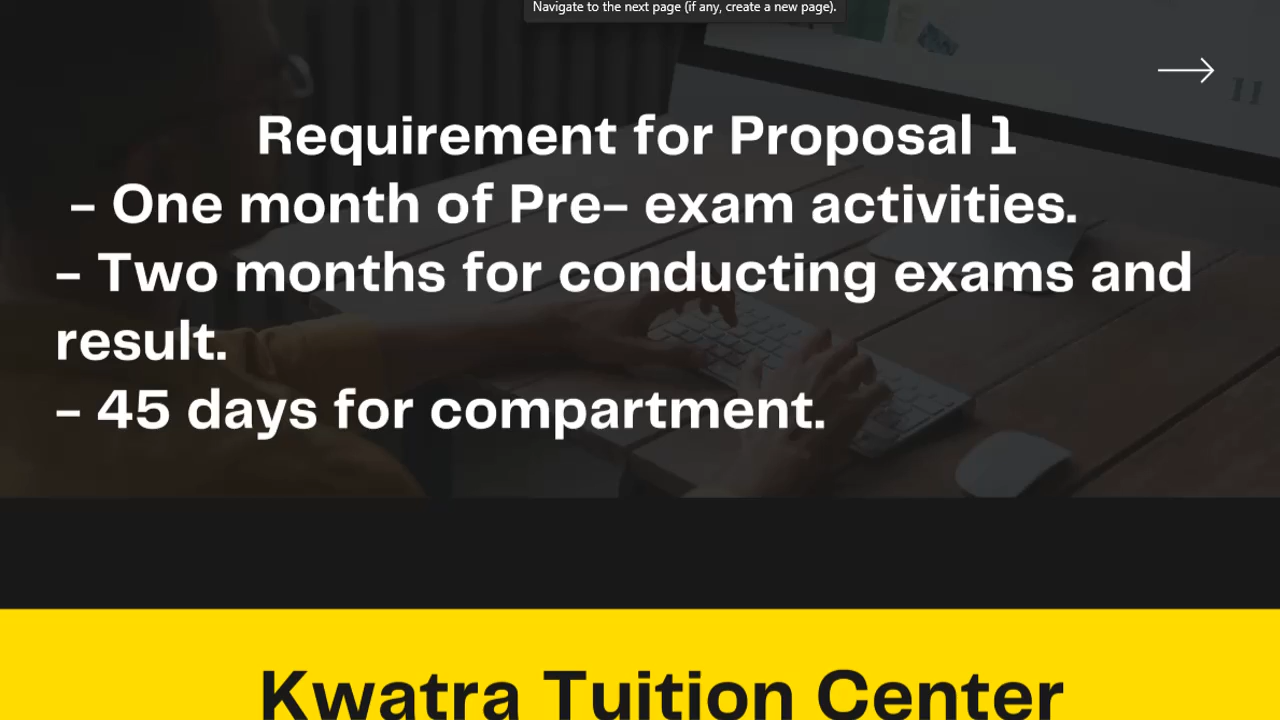 Navigate to the next page (if any, create a new page).
11
Requirement for Proposal 1
- One month of Pre- exam activities.
- Two months for conducting exams and
result.
- 45 days for compartment.
Kwatra Tuition Center